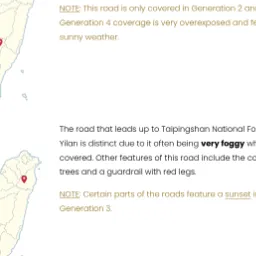 NOTE: This road is only covered in Generation 2 and
Generation 4 coverage is very overexposed and
sunny weather.
The road that leads up to Taipingshan National
Yilan is distinct due to it often being very foggy
covered. Other features of this road include the
trees and a guardrail with red legs.
NOTE: Certain parts of the roads feature a sunset
Generation 3.